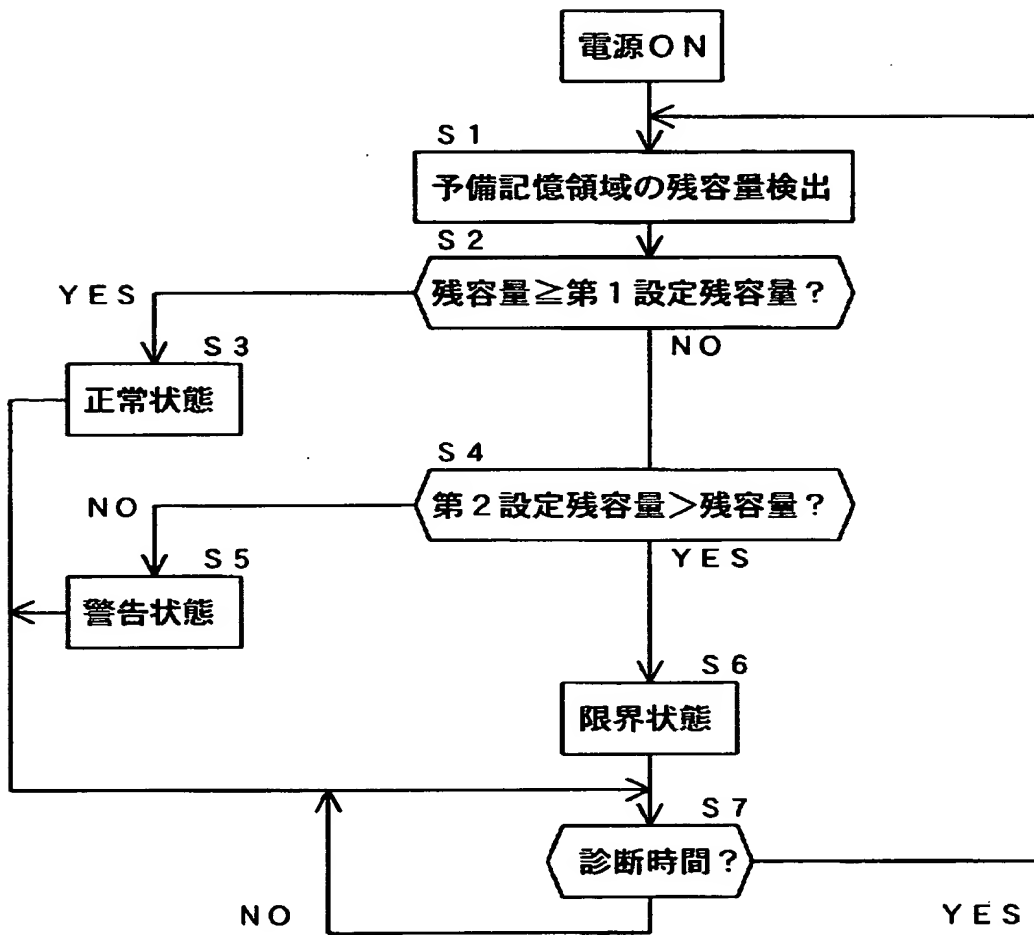 電源ON
S1
予備記憶領域の残容量検出
S2
残容量≧第1設定残容量?
YES
NO
S3
正常状態
S4
第2設定残容量>残容量?
NO
YES
S5
警告状態
S6
限界状態
S7
診断時間?
NO
YES